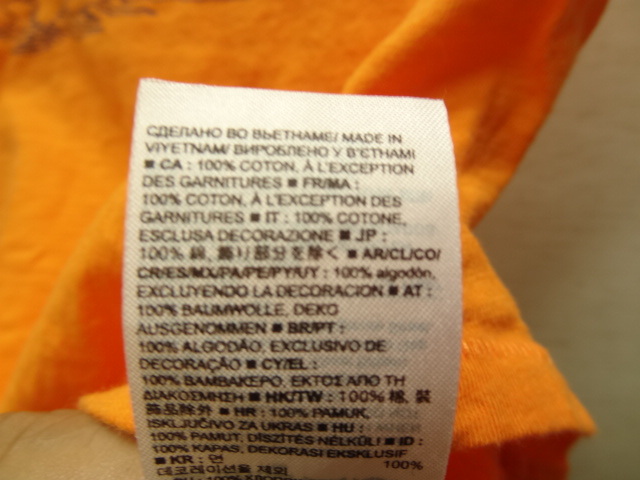 СДЕЛАНО ВО ВЬЕТНАМЕ/ MADE IN
VIYETNAM/ ВИРОБЛЕНО У В'ЄТНАМІ
■ CA : 100% COTON, À L'EXCEPTION
DES GARNITURES ■ FR/MA :
100% COTON, À L'EXCEPTION DES
GARNITURES ■ IT : 100% COTONE,
ESCLUSA DECORAZIONE ■ JP :
100% 綿, 飾り部分を除く ■ AR/CL/CO/
CR/ES/MX/PA/PE/PY/UY : 100% algodón,
EXCLUYENDO LA DECORACION ■ AT :
100% BAUMWOLLE, DEKO
AUSGENOMMEN ■ BR/PT :
100% ALGODÃO, EXCLUSIVO DE
DECORAÇÃO ■ CY/EL :
100% ΒΑΜΒΑΚΕΡΟ, ΕΚΤΟΣ ΑΠΟ ΤΗ
ΔΙΑΚΟΣΜΗΣΗ ■ HK/TW : 100% 棉, 裝
飾品除外 ■ HR : 100% PAMUK,
ISKLJUČIVO ZA UKRAS ■ HU :
100% PAMUT, DÍSZÍTÉS NÉLKÜL! ■ ID :
100% KAPAS, DEKORASI EKSKLUSIF
■ KR : 면 100%
데코레이션을 제외